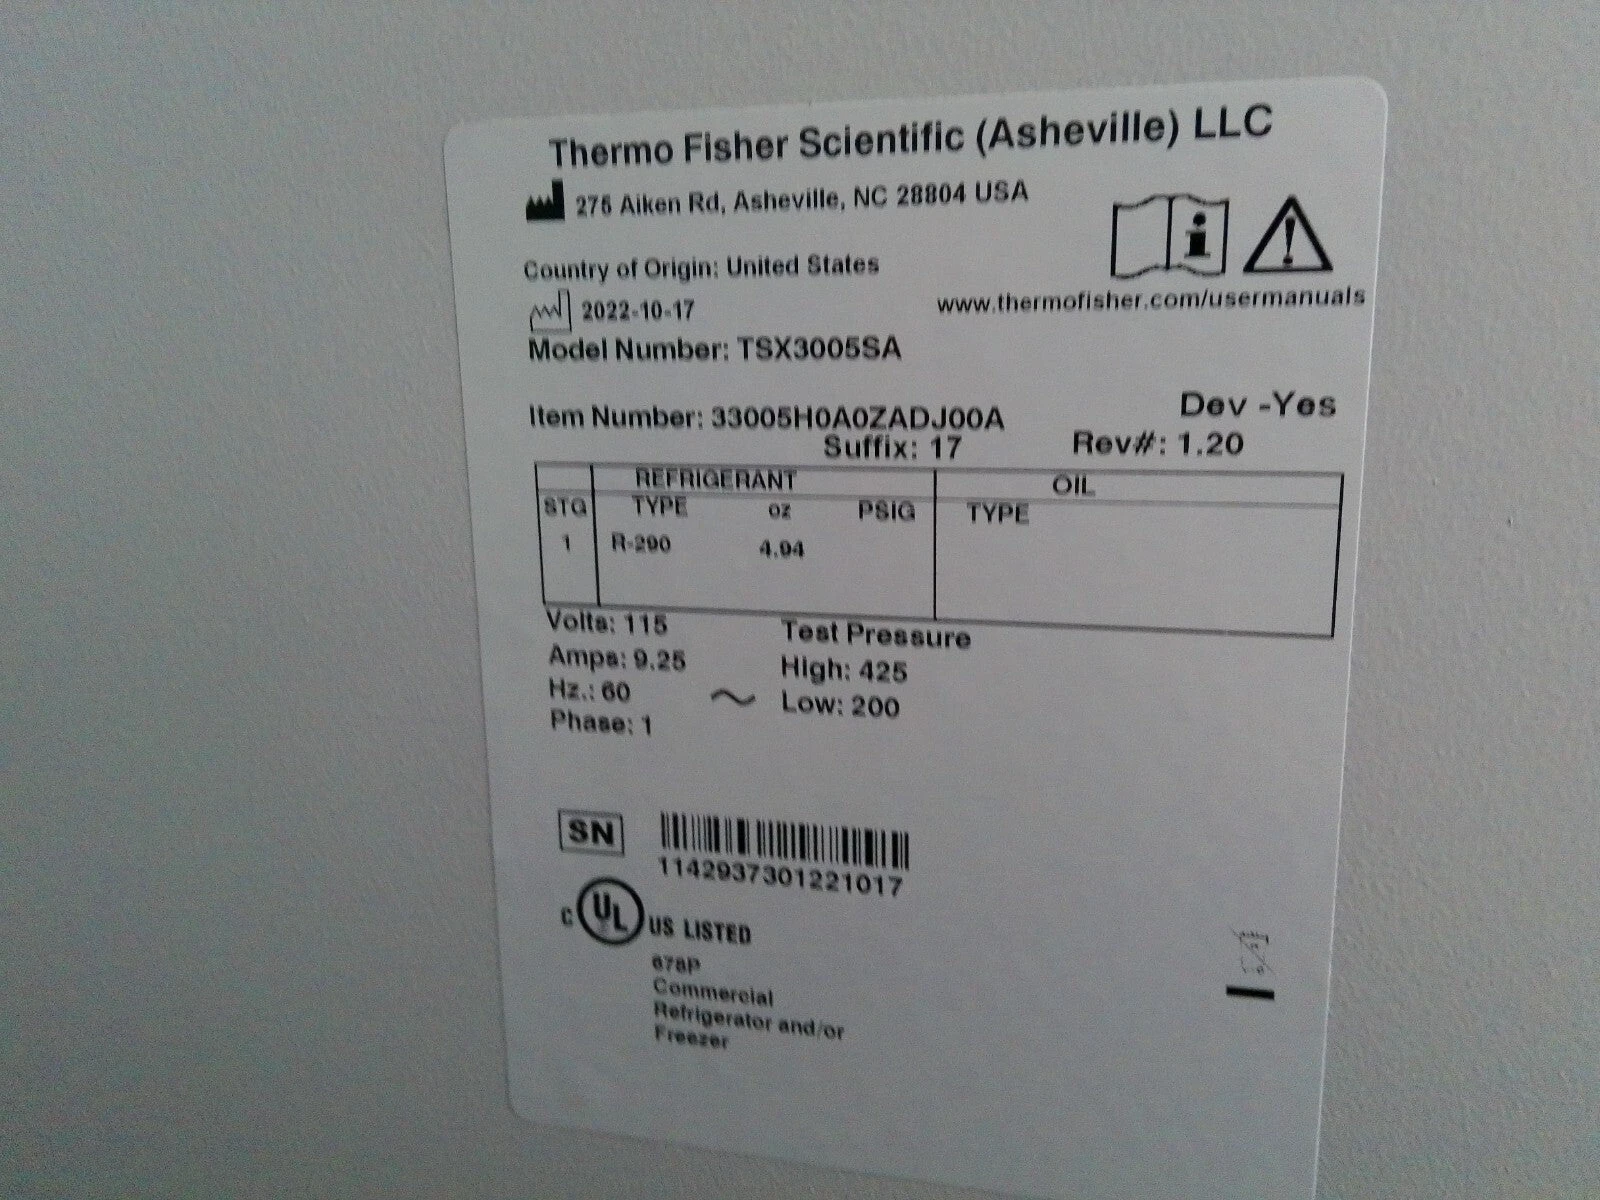 Thermo Fisher Scientific (Asheville) LLC
275 Aiken Rd, Asheville, NC 28804 USA
Country of Origin: United States
2022-10-17
www.thermofisher.com/usermanuals
Model Number: TSX3005SA
Item Number: 33005H0A0ZADJ00A
Dev -Yes
Suffix: 17
Rev#: 1.20
REFRIGERANT OIL
STG TYPE oz PSIG TYPE
1 R-290 4.94
Volts: 115
Amps: 9.25
Hz.: 60
Phase: 1
~
Test Pressure
High: 425
Low: 200
SN
1142937301221017
C UL US LISTED
678P
Commercial
Refrigerator and/or
Freezer